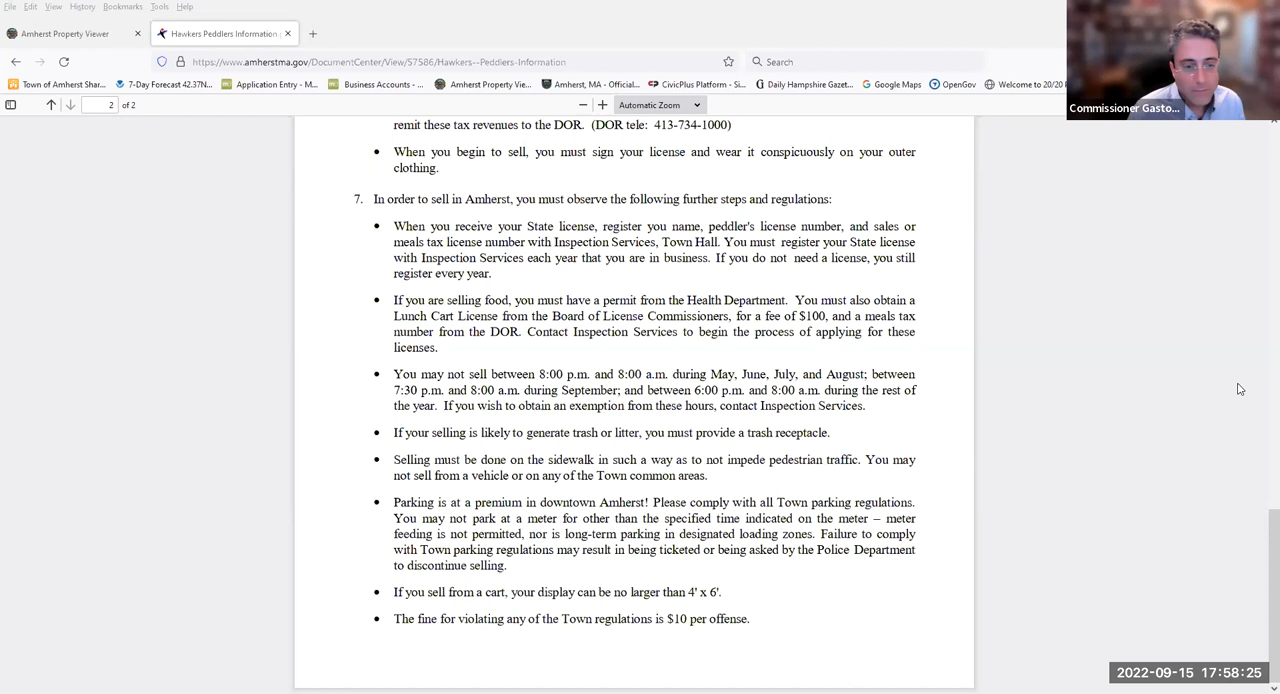 File Edit View History Bookmarks Tools Help
Amherst Property Viewer
Hawkers Peddlers Information.p
https://www.amherstma.gov/DocumentCenter/View/57586/Hawkers--Peddlers-Information
Search
Town of Amherst Shar... 7-Day Forecast 42.37N... Application Entry - M... Business Accounts - ... Amherst Property Vie... Amherst, MA - Official... CivicPlus Platform - Si... Daily Hampshire Gazet... Google Maps OpenGov Welcome to 20/20
2 of 2
Automatic Zoom
Commissioner Gasto...
remit these tax revenues to the DOR. (DOR tele: 413-734-1000)
• When you begin to sell, you must sign your license and wear it conspicuously on your outer
clothing.
7. In order to sell in Amherst, you must observe the following further steps and regulations:
• When you receive your State license, register you name, peddler's license number, and sales or
meals tax license number with Inspection Services, Town Hall. You must register your State license
with Inspection Services each year that you are in business. If you do not need a license, you still
register every year.
• If you are selling food, you must have a permit from the Health Department. You must also obtain a
Lunch Cart License from the Board of License Commissioners, for a fee of $100, and a meals tax
number from the DOR. Contact Inspection Services to begin the process of applying for these
licenses.
• You may not sell between 8:00 p.m. and 8:00 a.m. during May, June, July, and August; between
7:30 p.m. and 8:00 a.m. during September; and between 6:00 p.m. and 8:00 a.m. during the rest of
the year. If you wish to obtain an exemption from these hours, contact Inspection Services.
• If your selling is likely to generate trash or litter, you must provide a trash receptacle.
• Selling must be done on the sidewalk in such a way as to not impede pedestrian traffic. You may
not sell from a vehicle or on any of the Town common areas.
• Parking is at a premium in downtown Amherst! Please comply with all Town parking regulations.
You may not park at a meter for other than the specified time indicated on the meter – meter
feeding is not permitted, nor is long-term parking in designated loading zones. Failure to comply
with Town parking regulations may result in being ticketed or being asked by the Police Department
to discontinue selling.
• If you sell from a cart, your display can be no larger than 4' x 6'.
• The fine for violating any of the Town regulations is $10 per offense.
2022-09-15 17:58:25